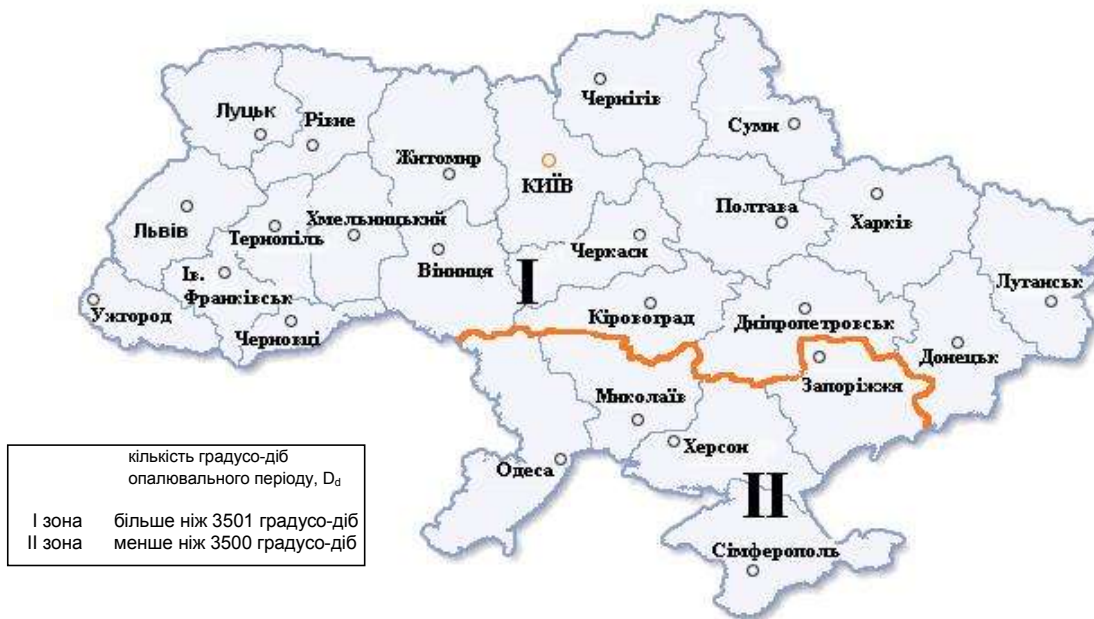 Чернігів
Луцьк
Рівне
Суми
Житомир
КИЇВ
Полтава
Харків
Львів
Тернопіль
Хмельницький
Вінниця
Черкаси
I
Ів.
Франківськ
Ужгород
Чернівці
Кіровоград
Дніпропетровськ
Луганськ
Донецьк
Запоріжжя
Миколаїв
Херсон
Одеса
II
Сімферополь
кількість градусо-діб
опалювального періоду, Dd
I зона більше ніж 3501 градусо-діб
II зона менше ніж 3500 градусо-діб